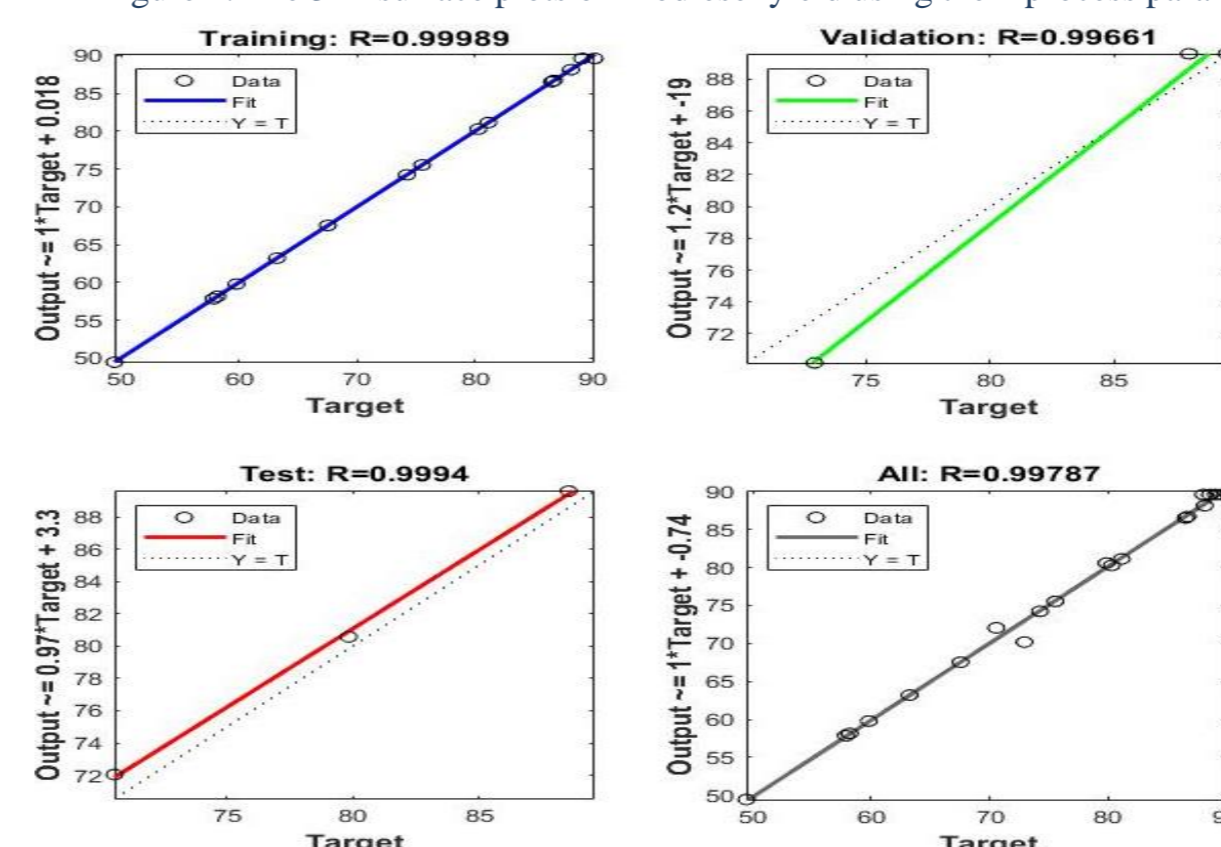 Training: R=0.99989
Output ~= 1*Target + 0.018
90
85
80
75
70
65
60
55
50
Data
Fit
Y = T
50 60 70 80 90
Target
Validation: R=0.99661
Output ~= 1.2*Target + -19
88
86
84
82
80
78
76
74
72
Data
Fit
Y = T
75 80 85
Target
Test: R=0.9994
Output ~= 0.97*Target + 3.3
88
86
84
82
80
78
76
74
72
Data
Fit
Y = T
75 80 85
Target
All: R=0.99787
Output ~= 1*Target + -0.74
90
85
80
75
70
65
60
55
50
Data
Fit
Y = T
50 60 70 80
Target